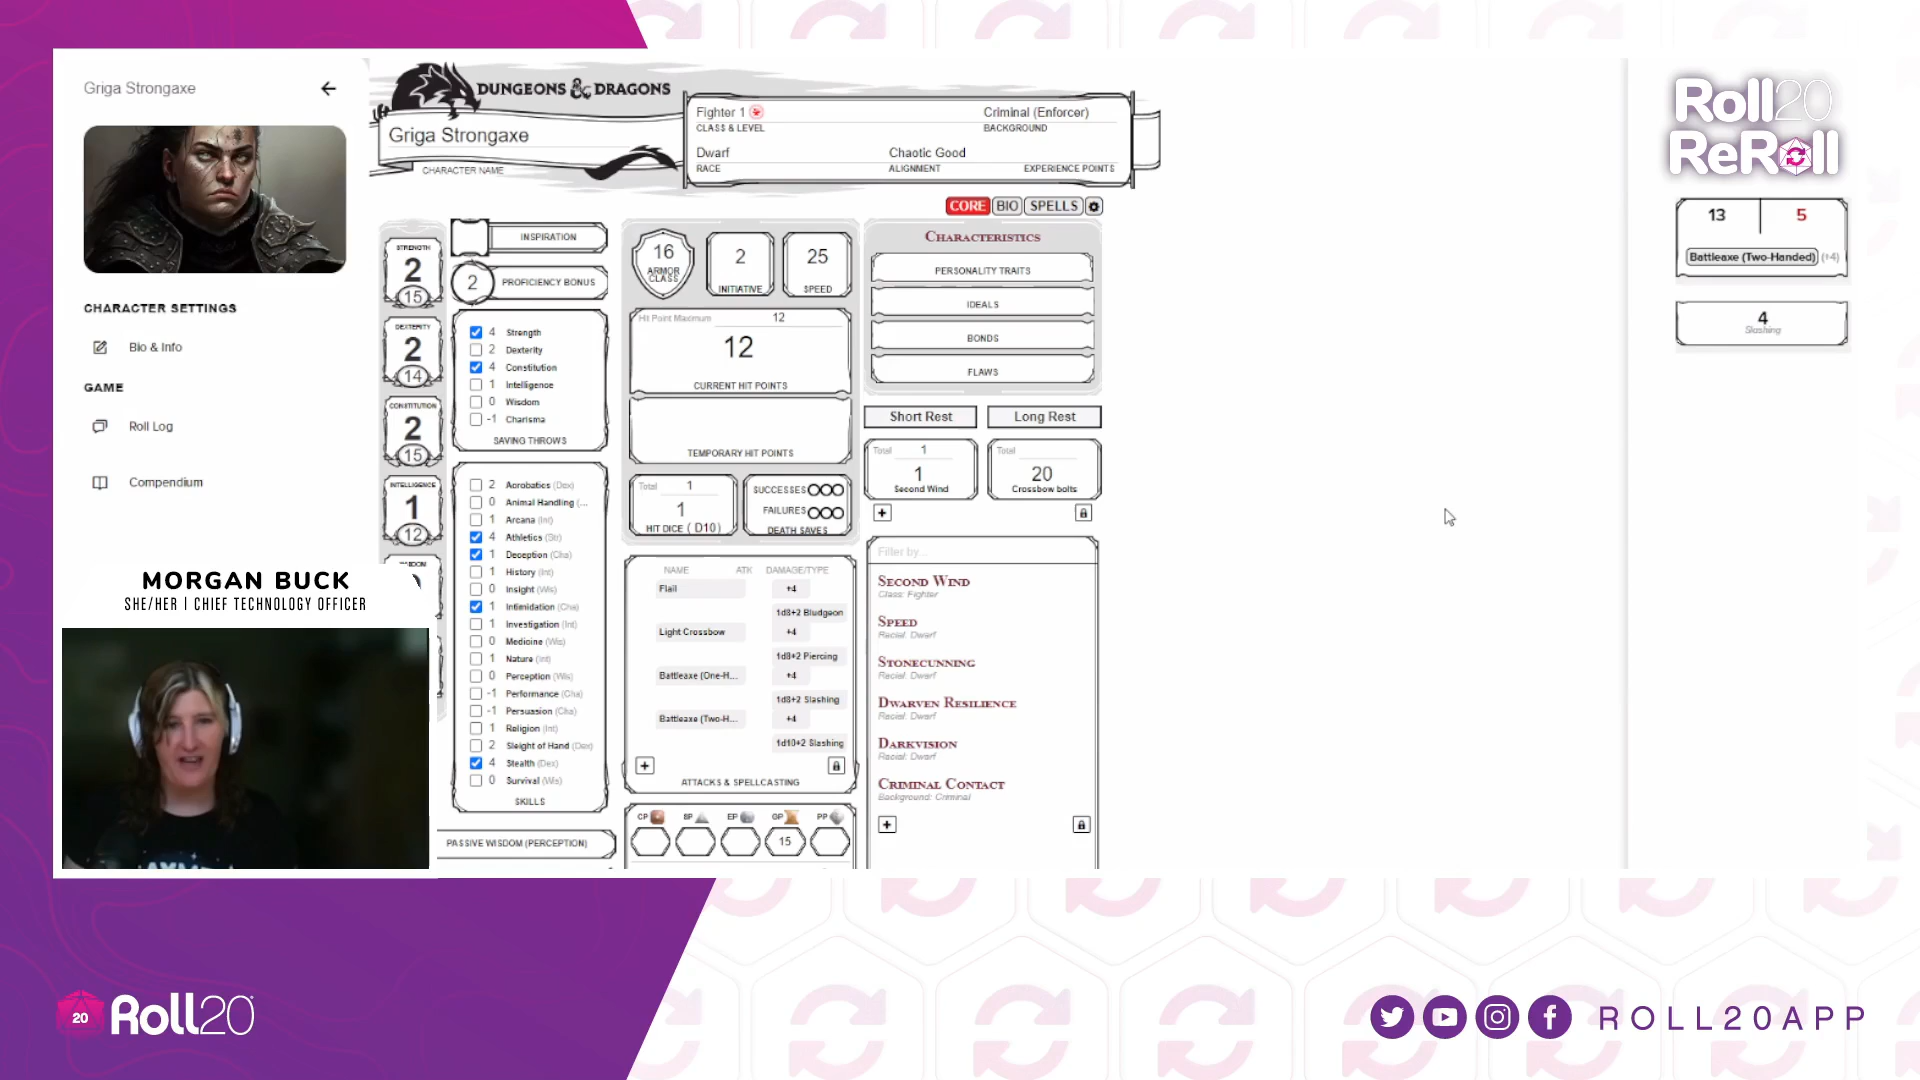 Griga Strongaxe
CHARACTER SETTINGS
Bio & Info
GAME
Roll Log
Compendium
MORGAN BUCK
SHE/HER | CHIEF TECHNOLOGY OFFICER
DUNGEONS & DRAGONS
Griga Strongaxe
CHARACTER NAME
Fighter 1
CLASS & LEVEL
Criminal (Enforcer)
BACKGROUND
Dwarf
RACE
Chaotic Good
ALIGNMENT
EXPERIENCE POINTS
CORE BIO SPELLS
STRENGTH
2
15
DEXTERITY
2
14
CONSTITUTION
2
15
INTELLIGENCE
1
12
INSPIRATION
2 PROFICIENCY BONUS
4 Strength
2 Dexterity
4 Constitution
1 Intelligence
0 Wisdom
-1 Charisma
SAVING THROWS
2 Acrobatics (Dex)
0 Animal Handling (...
1 Arcana (Int)
4 Athletics (Str)
1 Deception (Cha)
1 History (Int)
0 Insight (Wis)
1 Intimidation (Cha)
1 Investigation (Int)
0 Medicine (Wis)
1 Nature (Int)
0 Perception (Wis)
-1 Performance (Cha)
-1 Persuasion (Cha)
1 Religion (Int)
2 Sleight of Hand (Dex)
4 Stealth (Dex)
0 Survival (Wis)
SKILLS
PASSIVE WISDOM (PERCEPTION)
16
ARMOR
CLASS
2
INITIATIVE
25
SPEED
Hit Point Maximum 12
12
CURRENT HIT POINTS
TEMPORARY HIT POINTS
Total 1
1
HIT DICE ( D10)
SUCCESSES
FAILURES
DEATH SAVES
NAME ATK DAMAGE/TYPE
Flail +4
1d8+2 Bludgeon
Light Crossbow +4
1d8+2 Piercing
Battleaxe (One-H... +4
1d8+2 Slashing
Battleaxe (Two-H... +4
1d10+2 Slashing
+
ATTACKS & SPELLCASTING
CP SP EP GP PP
15
CHARACTERISTICS
PERSONALITY TRAITS
IDEALS
BONDS
FLAWS
Short Rest Long Rest
Total 1
1
Second Wind
Total
20
Crossbow bolts
+
Filter by...
SECOND WIND
Class: Fighter
SPEED
Racial: Dwarf
STONECUNNING
Racial: Dwarf
DWARVEN RESILIENCE
Racial: Dwarf
DARKVISION
Racial: Dwarf
CRIMINAL CONTACT
Background: Criminal
+
Roll20
ReRoll
13 5
Battleaxe (Two-Handed) (+4)
4
Slashing
20 Roll20
ROLL20APP